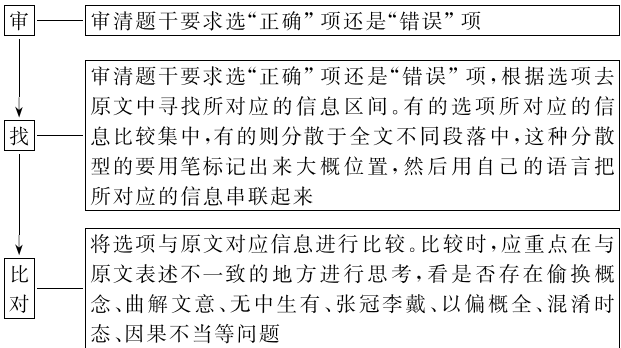 审
审清题干要求选“正确”项还是“错误”项
找
审清题干要求选“正确”项还是“错误”项,根据选项去
原文中寻找所对应的信息区间。有的选项所对应的信
息比较集中,有的则分散于全文不同段落中,这种分散
型的要用笔标记出来大概位置,然后用自己的语言把
所对应的信息串联起来
比
对
将选项与原文对应信息进行比较。比较时,应重点在与
原文表述不一致的地方进行思考,看是否存在偷换概
念、曲解文意、无中生有、张冠李戴、以偏概全、混淆时
态、因果不当等问题